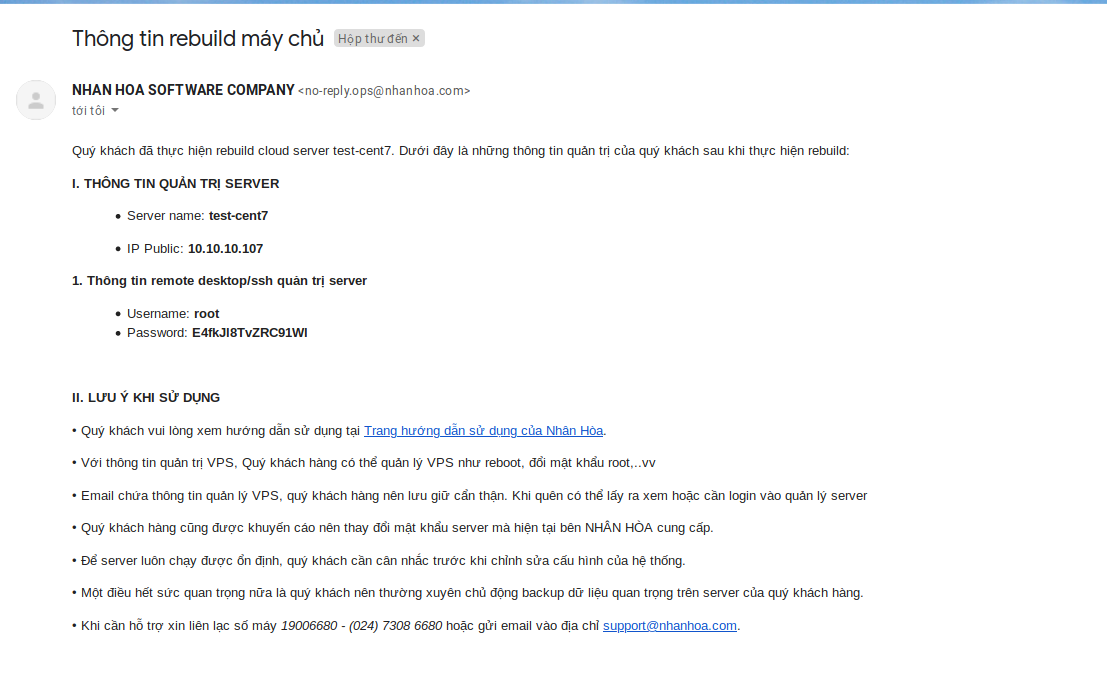 Thông tin rebuild máy chủ Hộp thư đến ×
NHAN HOA SOFTWARE COMPANY <no-reply.ops@nhanhoa.com>
tới tôi
Quý khách đã thực hiện rebuild cloud server test-cent7. Dưới đây là những thông tin quản trị của quý khách sau khi thực hiện rebuild:
I. THÔNG TIN QUẢN TRỊ SERVER
• Server name: test-cent7
• IP Public: 10.10.10.107
1. Thông tin remote desktop/ssh quản trị server
• Username: root
• Password: E4fkJl8TvZRC91Wl
II. LƯU Ý KHI SỬ DỤNG
• Quý khách vui lòng xem hướng dẫn sử dụng tại Trang hướng dẫn sử dụng của Nhân Hòa.
• Với thông tin quản trị VPS, Quý khách hàng có thể quản lý VPS như reboot, đổi mật khẩu root,..vv
• Email chứa thông tin quản lý VPS, quý khách hàng nên lưu giữ cẩn thận. Khi quên có thể lấy ra xem hoặc cần login vào quản lý server
• Quý khách hàng cũng được khuyến cáo nên thay đổi mật khẩu server mà hiện tại bên NHÂN HÒA cung cấp.
• Để server luôn chạy được ổn định, quý khách cần cân nhắc trước khi chỉnh sửa cấu hình của hệ thống.
• Một điều hết sức quan trọng nữa là quý khách nên thường xuyên chủ động backup dữ liệu quan trọng trên server của quý khách hàng.
• Khi cần hỗ trợ xin liên lạc số máy 19006680 - (024) 7308 6680 hoặc gửi email vào địa chỉ support@nhanhoa.com.